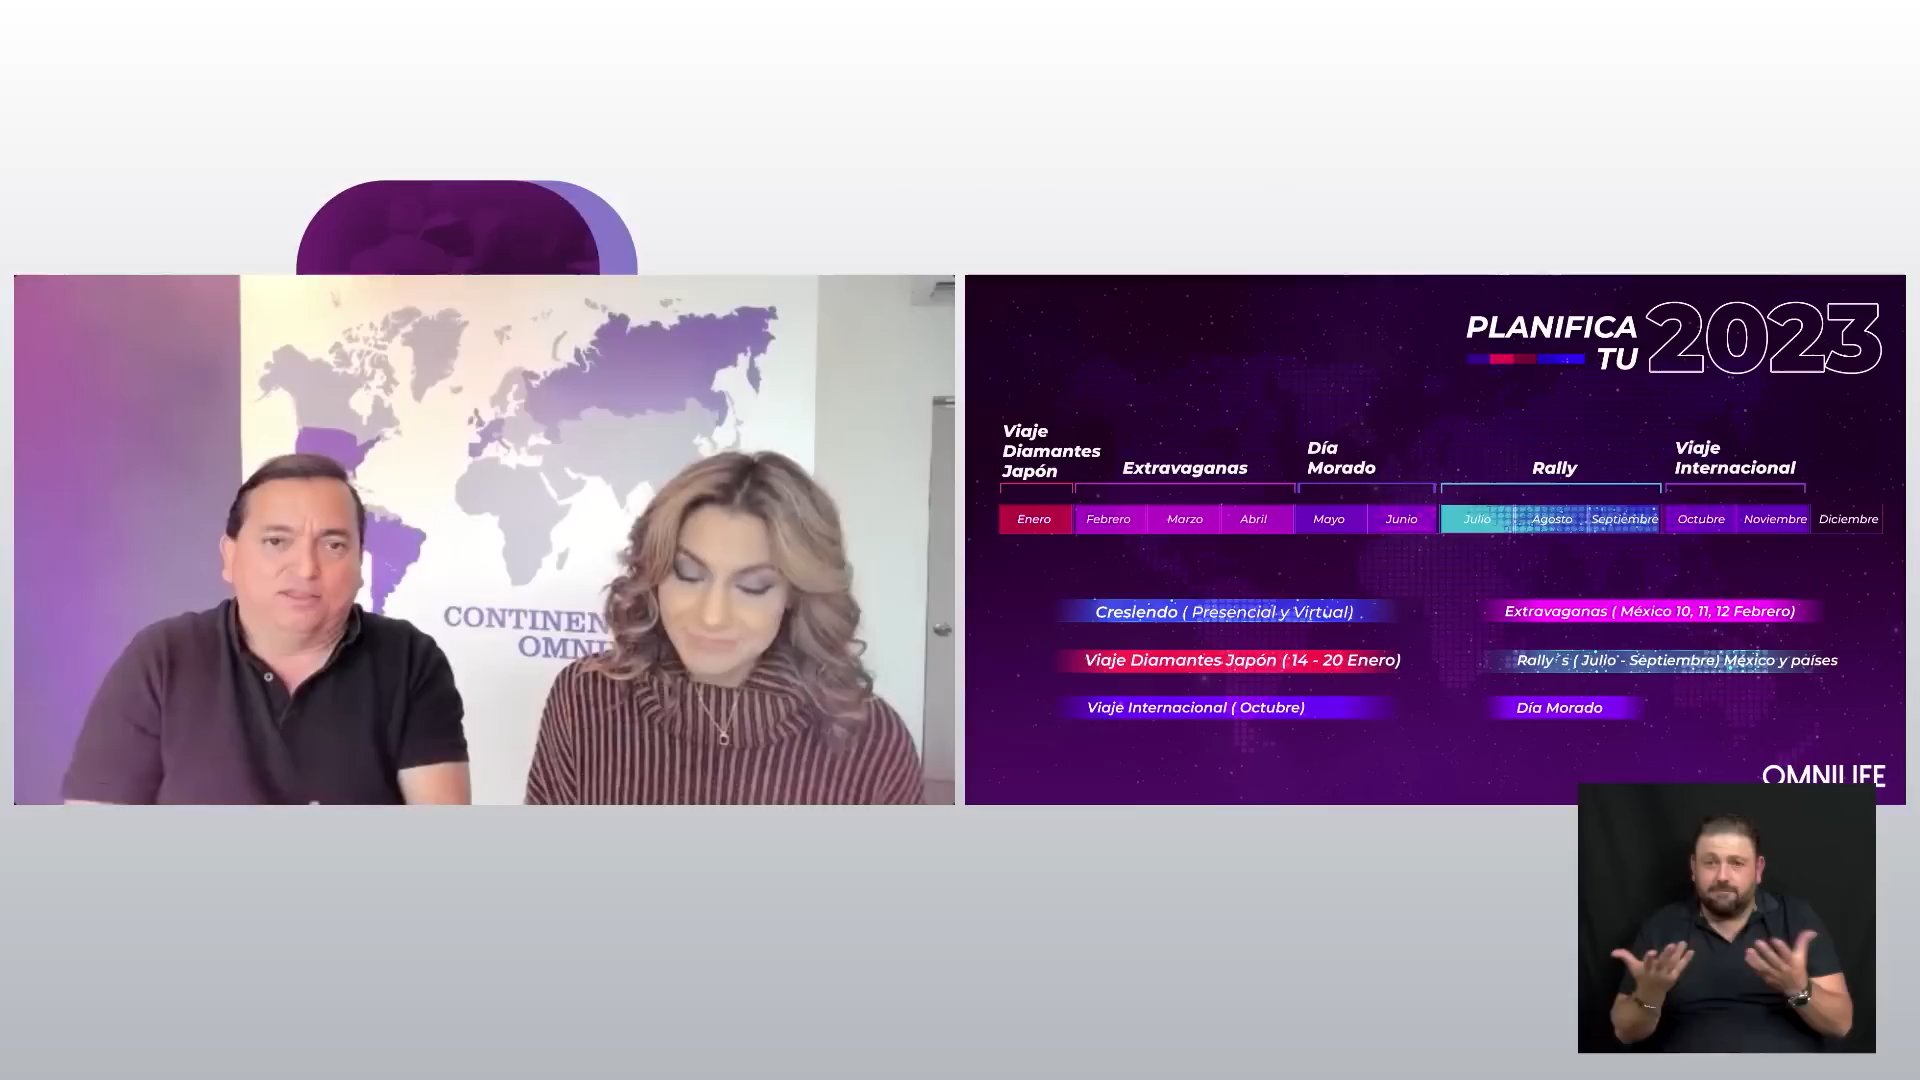 CONTINEN
OMNI
PLANIFICA
TU 2023
Viaje
Diamantes
Japón
Extravaganas
Día
Morado
Rally
Viaje
Internacional
Enero Febrero Marzo Abril Mayo Junio Julio Agosto Septiembre Octubre Noviembre Diciembre
Creslendo ( Presencial y Virtual)
Extravaganas ( México 10, 11, 12 Febrero)
Viaje Diamantes Japón ( 14 - 20 Enero)
Rally´s ( Julio - Septiembre) México y países
Viaje Internacional ( Octubre)
Día Morado
OMNILIFE